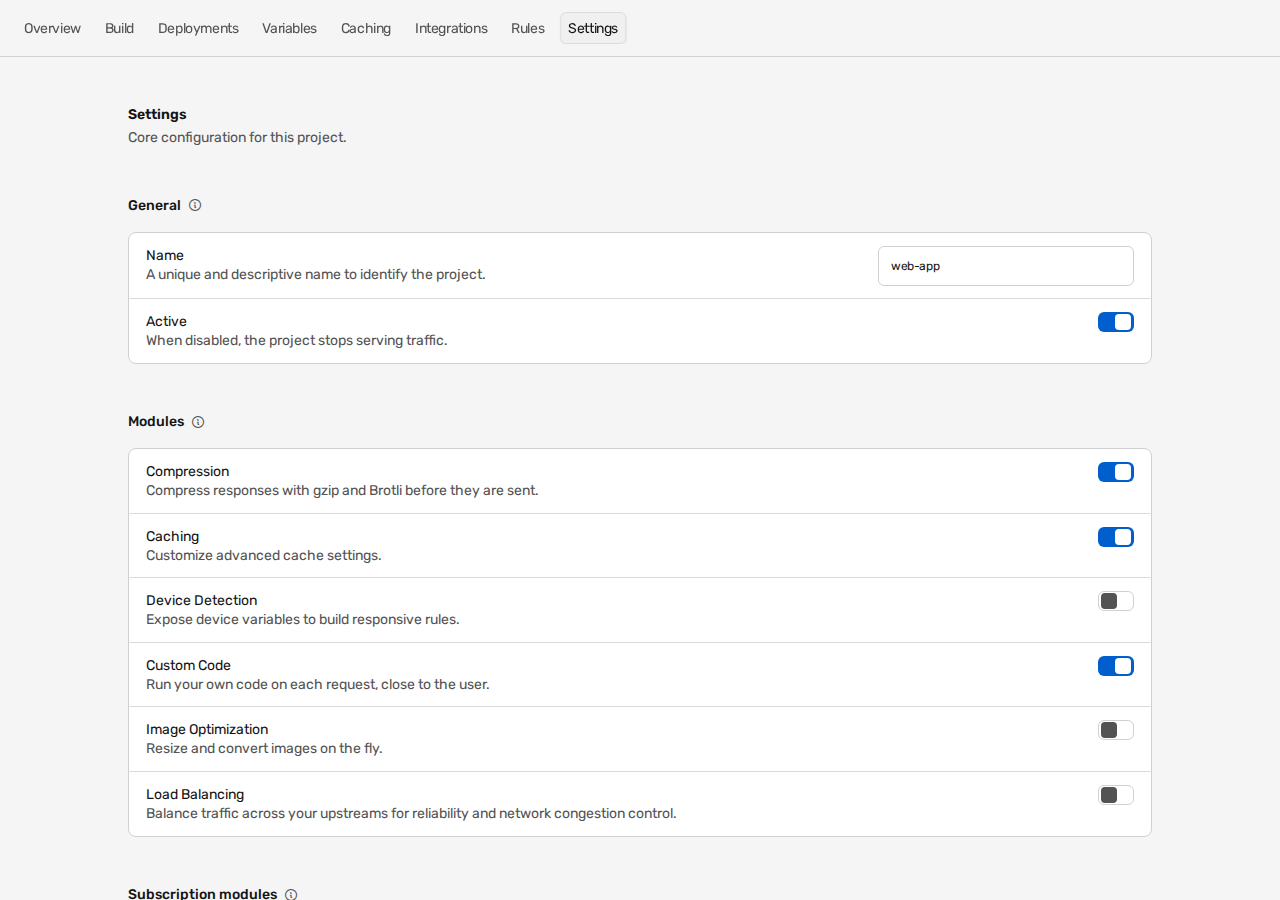 Overview Build Deployments Variables Caching Integrations Rules Settings
Settings
Core configuration for this project.
General
Name
A unique and descriptive name to identify the project.
web-app
Active
When disabled, the project stops serving traffic.
Modules
Compression
Compress responses with gzip and Brotli before they are sent.
Caching
Customize advanced cache settings.
Device Detection
Expose device variables to build responsive rules.
Custom Code
Run your own code on each request, close to the user.
Image Optimization
Resize and convert images on the fly.
Load Balancing
Balance traffic across your upstreams for reliability and network congestion control.
Subscription modules